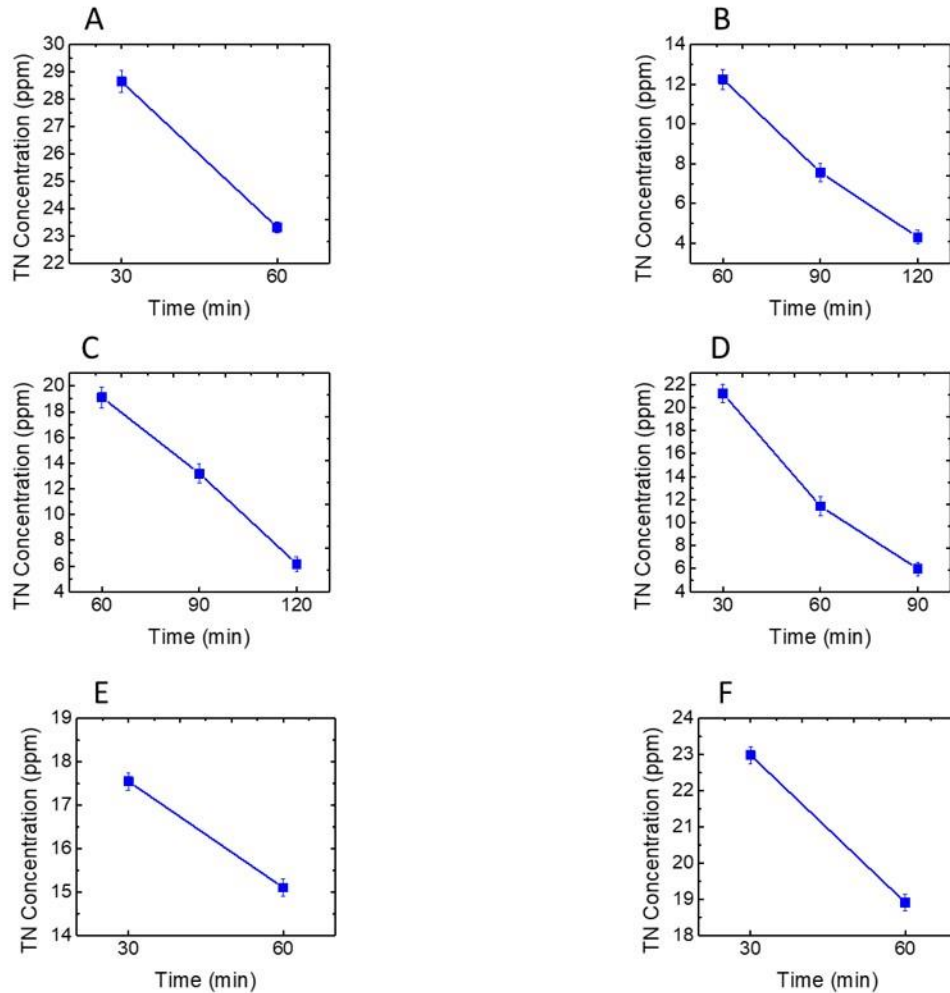 A
TN Concentration (ppm)
30
29
28
27
26
25
24
23
22
30 60
Time (min)
B
TN Concentration (ppm)
14
12
10
8
6
4
60 90 120
Time (min)
C
TN Concentration (ppm)
20
18
16
14
12
10
8
6
4
60 90 120
Time (min)
D
TN Concentration (ppm)
22
20
18
16
14
12
10
8
6
4
30 60 90
Time (min)
E
TN Concentration (ppm)
19
18
17
16
15
14
30 60
Time (min)
F
TN Concentration (ppm)
24
23
22
21
20
19
18
30 60
Time (min)